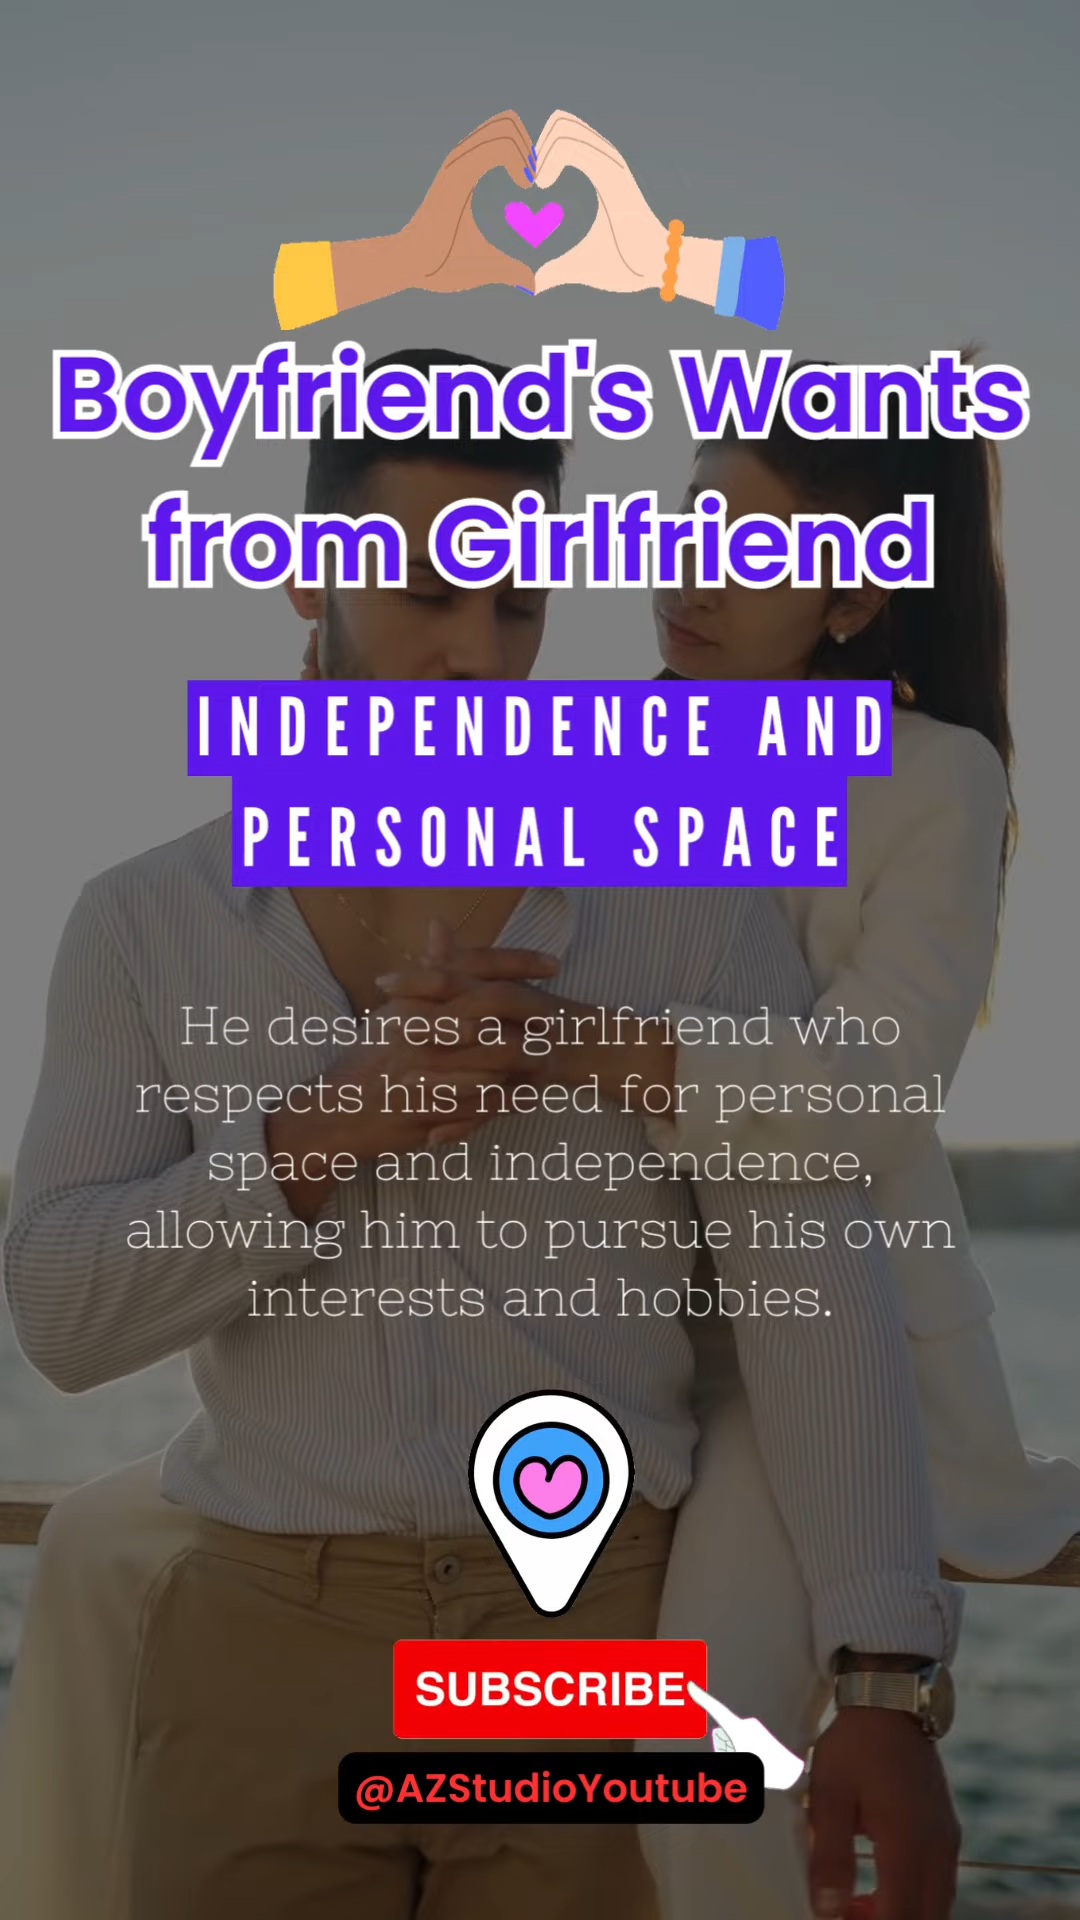 Boyfriend's Wants
from Girlfriend
INDEPENDENCE AND
PERSONAL SPACE
He desires a girlfriend who
respects his need for personal
space and independence,
allowing him to pursue his own
interests and hobbies.
SUBSCRIBE
@AZStudioYoutube